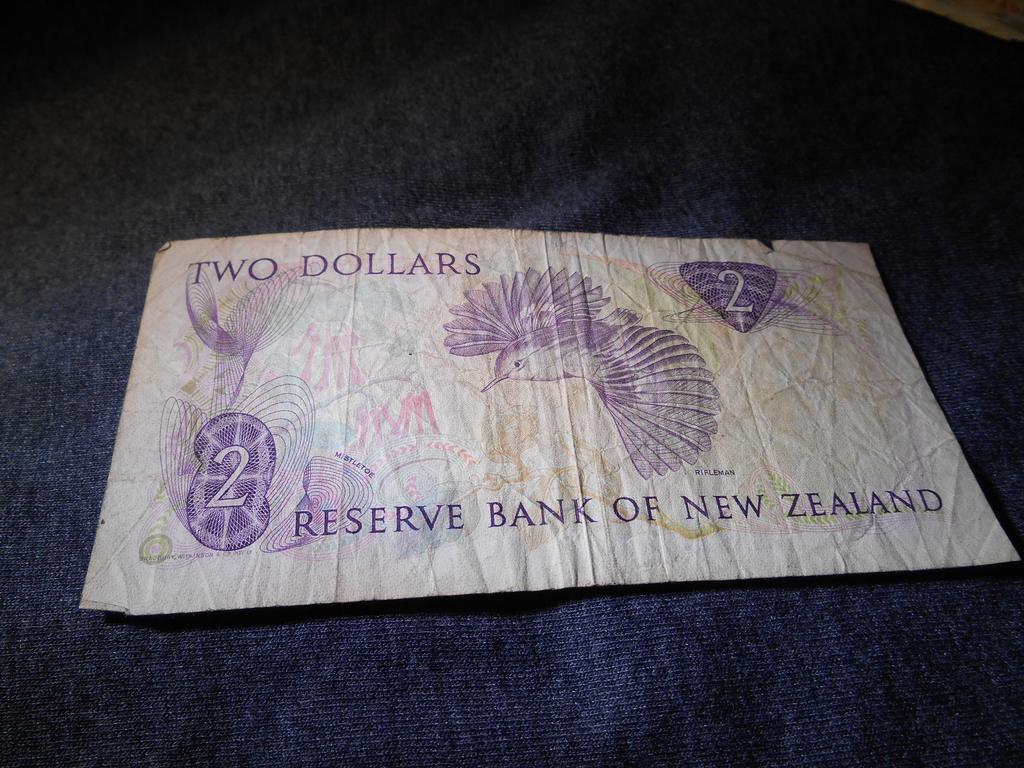 TWO DOLLARS
2
2
MISTLETOE
RIFLEMAN
RESERVE BANK OF NEW ZEALAND